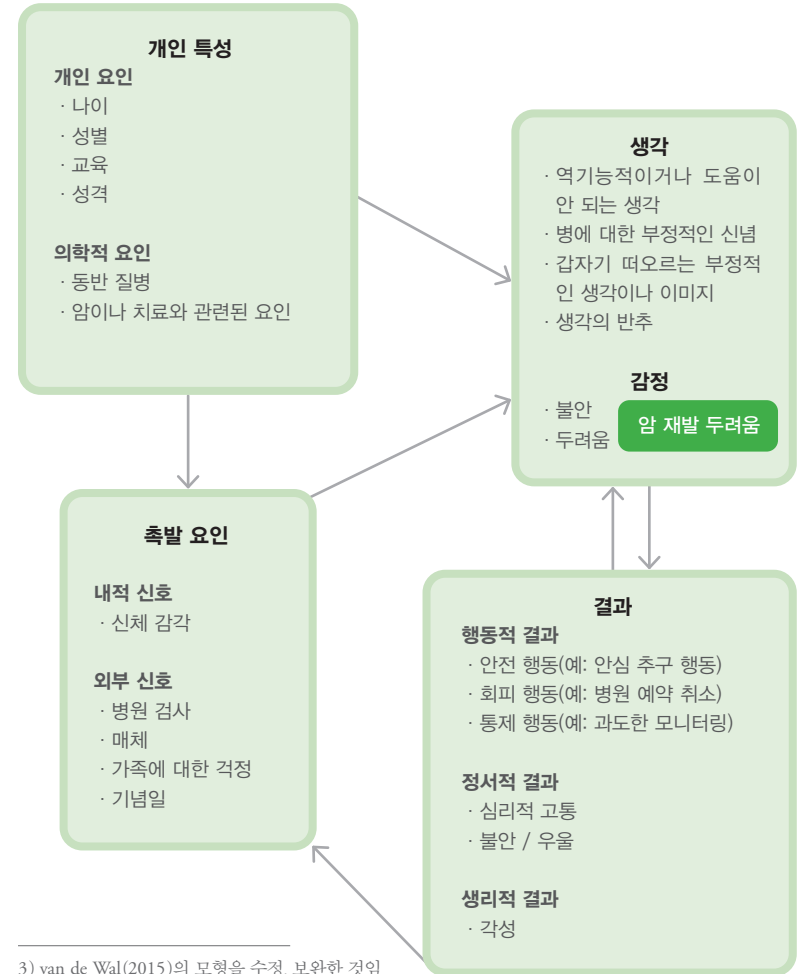 개인 특성
개인 요인
· 나이
· 성별
· 교육
· 성격
의학적 요인
· 동반 질병
· 암이나 치료와 관련된 요인
생각
· 역기능적이거나 도움이
안 되는 생각
· 병에 대한 부정적인 신념
· 갑자기 떠오르는 부정적
인 생각이나 이미지
· 생각의 반추
감정
· 불안
· 두려움
암 재발 두려움
촉발 요인
내적 신호
· 신체 감각
외부 신호
· 병원 검사
· 매체
· 가족에 대한 걱정
· 기념일
결과
행동적 결과
· 안전 행동(예: 안심 추구 행동)
· 회피 행동(예: 병원 예약 취소)
· 통제 행동(예: 과도한 모니터링)
정서적 결과
· 심리적 고통
· 불안 / 우울
생리적 결과
· 각성
3) van de Wal(2015)의 모형을 수정, 보완한 것임